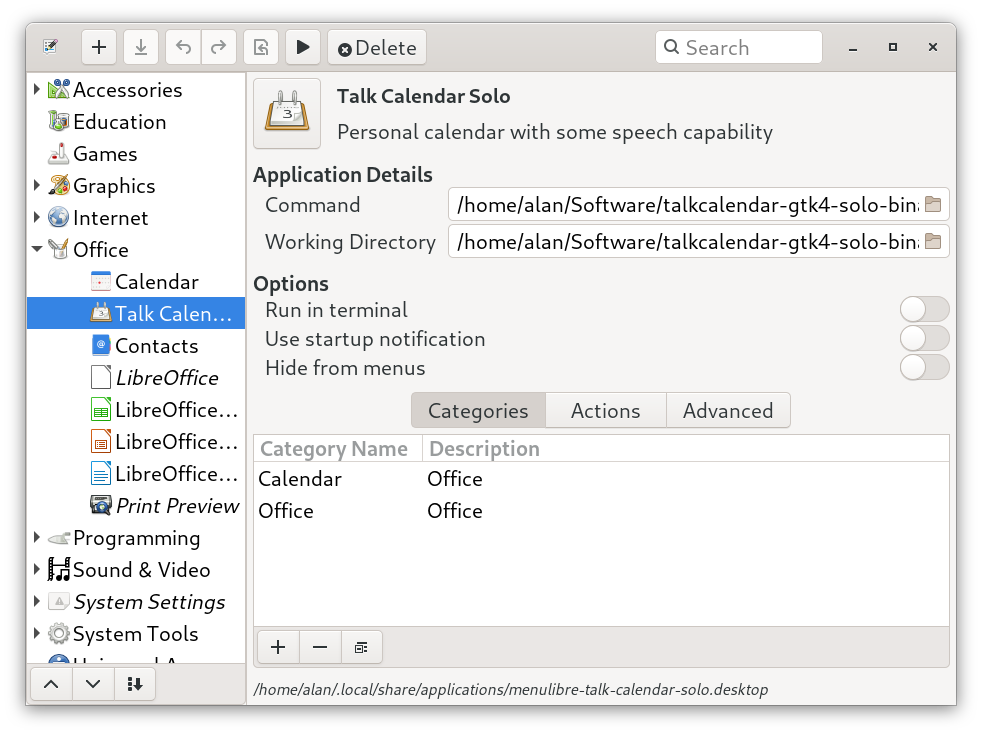 Delete
Search
Accessories
Education
Games
Graphics
Internet
Office
Calendar
Talk Calen...
Contacts
LibreOffice
LibreOffice...
LibreOffice...
LibreOffice...
Print Preview
Programming
Sound & Video
System Settings
System Tools
Talk Calendar Solo
Personal calendar with some speech capability
Application Details
Command /home/alan/Software/talkcalendar-gtk4-solo-bin
Working Directory /home/alan/Software/talkcalendar-gtk4-solo-bin
Options
Run in terminal
Use startup notification
Hide from menus
Categories Actions Advanced
Category Name Description
Calendar Office
Office Office
/home/alan/.local/share/applications/menulibre-talk-calendar-solo.desktop